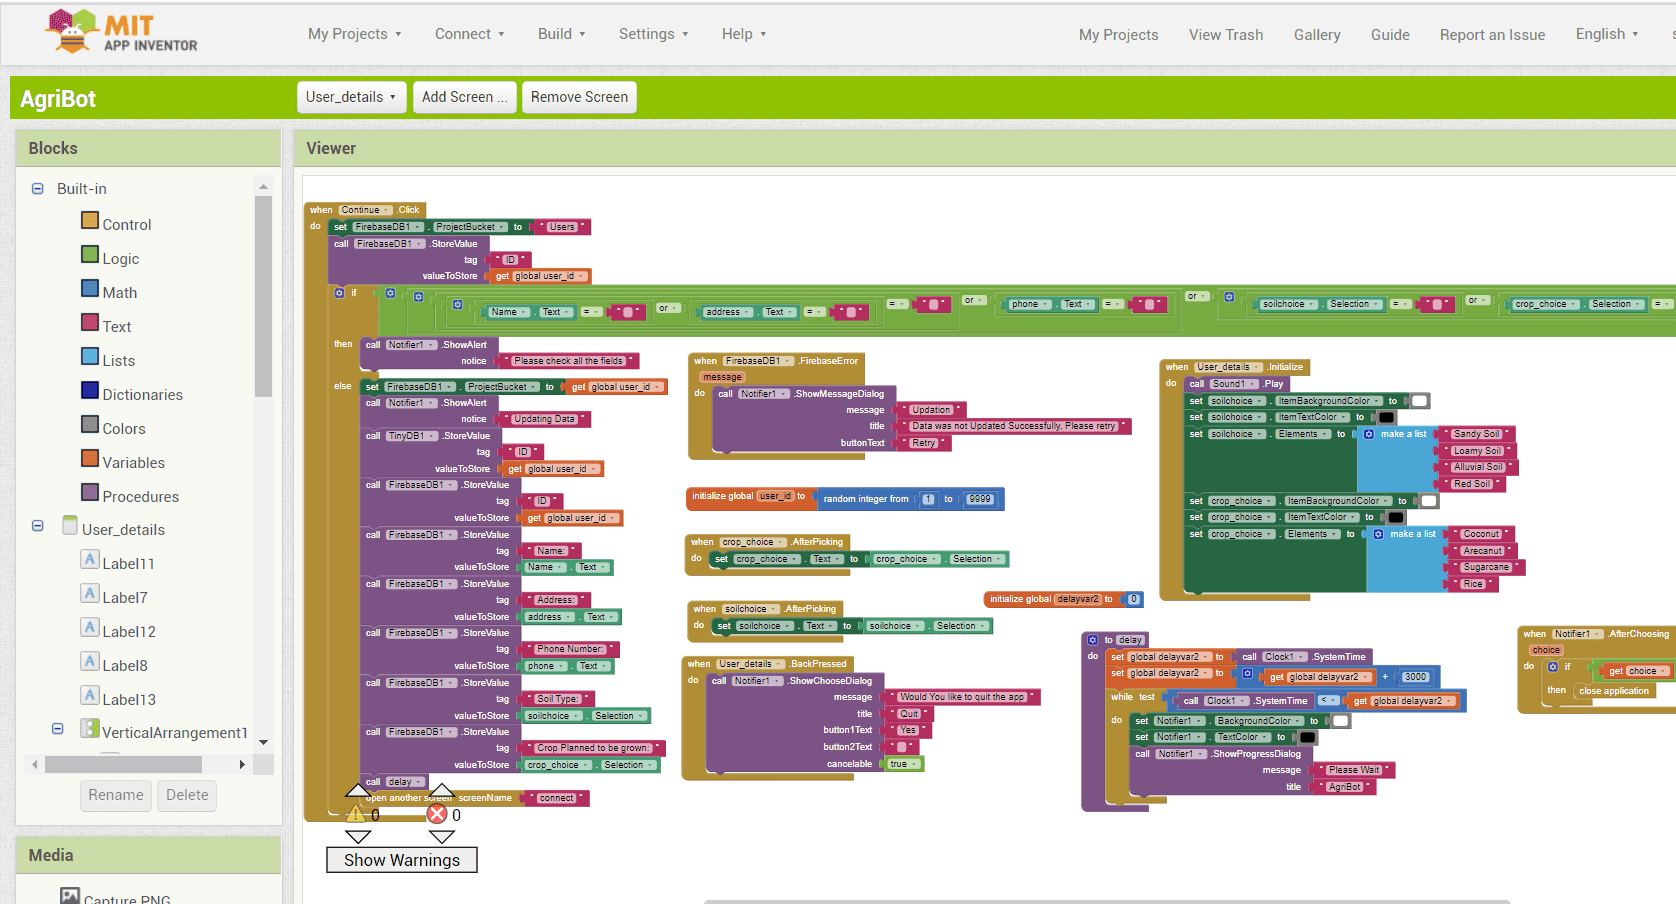 MIT
APP INVENTOR
My Projects Connect Build Settings Help My Projects View Trash Gallery Guide Report an Issue English
AgriBot
User_details Add Screen ... Remove Screen
Blocks
Built-in
Control
Logic
Math
Text
Lists
Dictionaries
Colors
Variables
Procedures
User_details
Label11
Label7
Label12
Label8
Label13
VerticalArrangement1
Rename Delete
Media
Capture.PNG
Viewer
when Continue .Click
do set FirebaseDB1 . ProjectBucket to " Users "
call FirebaseDB1 .StoreValue
tag " ID "
valueToStore get global user_id
if Name . Text = " " or address . Text = " " = " " or phone . Text = " " or soilchoice . Selection = " " or crop_choice . Selection =
then call Notifier1 .ShowAlert
notice " Please check all the fields "
else set FirebaseDB1 . ProjectBucket to get global user_id
call Notifier1 .ShowAlert
notice " Updating Data "
call TinyDB1 .StoreValue
tag " ID "
valueToStore get global user_id
call FirebaseDB1 .StoreValue
tag " ID "
valueToStore get global user_id
call FirebaseDB1 .StoreValue
tag " Name: "
valueToStore Name . Text
call FirebaseDB1 .StoreValue
tag " Address: "
valueToStore address . Text
call FirebaseDB1 .StoreValue
tag " Phone Number: "
valueToStore phone . Text
call FirebaseDB1 .StoreValue
tag " Soil Type: "
valueToStore soilchoice . Selection
call FirebaseDB1 .StoreValue
tag " Crop Planned to be grown: "
valueToStore crop_choice . Selection
call delay
open another screen screenName " connect "
0 0
Show Warnings
when FirebaseDB1 .FirebaseError
message
do call Notifier1 .ShowMessageDialog
message " Updation "
title " Data was not Updated Successfully, Please retry "
buttonText " Retry "
initialize global user_id to random integer from 1 to 9999
when crop_choice .AfterPicking
do set crop_choice . Text to crop_choice . Selection
initialize global delayvar2 to 0
when soilchoice .AfterPicking
do set soilchoice . Text to soilchoice . Selection
when User_details .BackPressed
do call Notifier1 .ShowChooseDialog
message " Would You like to quit the app "
title " Quit "
button1Text " Yes "
button2Text " "
cancelable true
when User_details .Initialize
do call Sound1 .Play
set soilchoice . ItemBackgroundColor to
set soilchoice . ItemTextColor to
set soilchoice . Elements to make a list " Sandy Soil "
" Loamy Soil "
" Alluvial Soil "
" Red Soil "
set crop_choice . ItemBackgroundColor to
set crop_choice . ItemTextColor to
set crop_choice . Elements to make a list " Coconut "
" Arecanut "
" Sugarcane "
" Rice "
to delay
do set global delayvar2 to call Clock1 .SystemTime
set global delayvar2 to get global delayvar2 + 3000
while test call Clock1 .SystemTime < get global delayvar2
do set Notifier1 . BackgroundColor to
set Notifier1 . TextColor to
call Notifier1 .ShowProgressDialog
message " Please Wait "
title " AgriBot "
when Notifier1 .AfterChoosing
choice
do if get choice
then close application